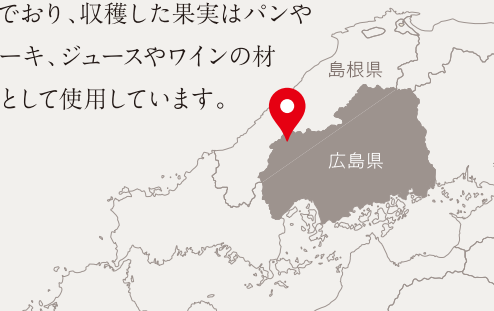 でおり、収穫した果実はパンや
ーキ、ジュースやワインの材
として使用しています。
島根県
広島県